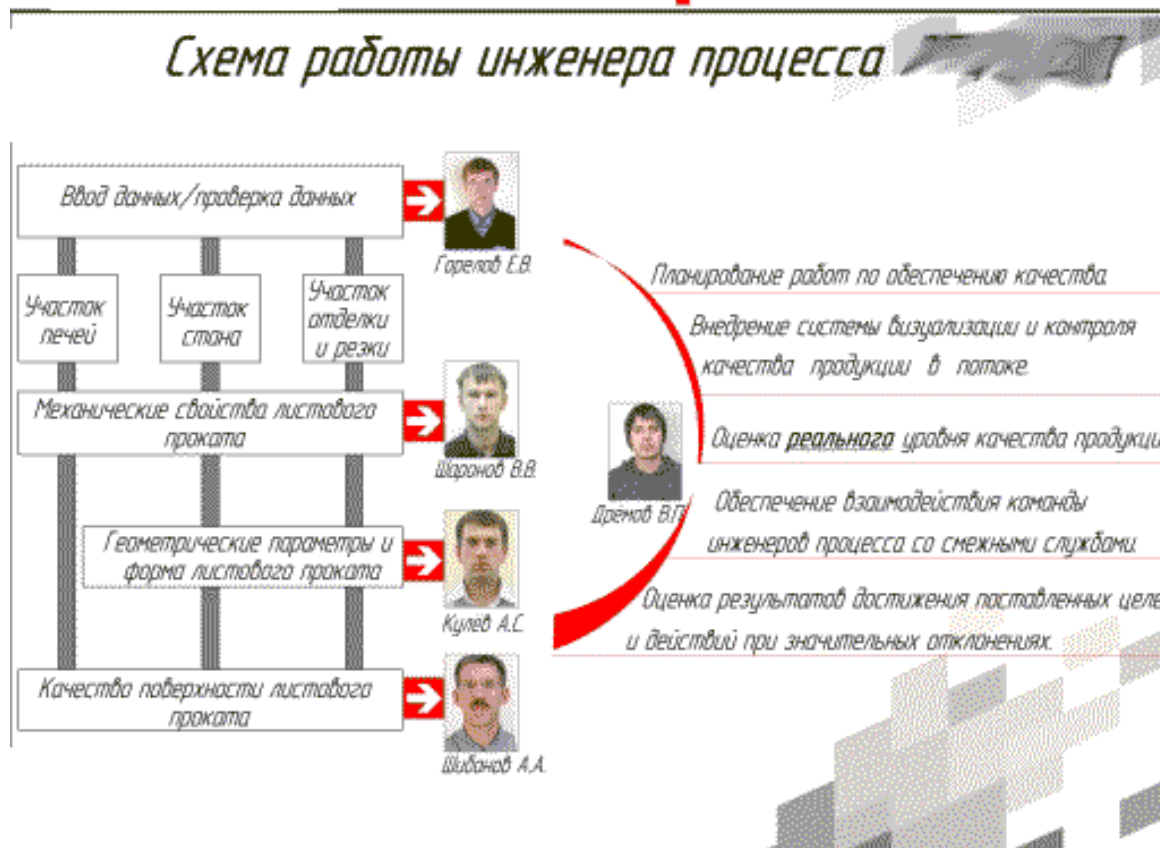 Схема работы инженера процесса
Ввод данных/проверка данных
Горелов Е.В.
Участок
печей
Участок
стана
Участок
отделки
и резки
Механические свойства листового
проката
Шаронов В.В.
Геометрические параметры и
форма листового проката
Кулёв А.С.
Качество поверхности листового
проката
Шибанов А.А.
Дрёмов В.П.
Планирование работ по обеспечению качества.
Внедрение системы визуализации и контроля
качества продукции в потоке.
Оценка реального уровня качества продукци
Обеспечение взаимодействия команды
инженеров процесса со смежными службами.
Оценка результатов достижения поставленных целе
и действий при значительных отклонениях.